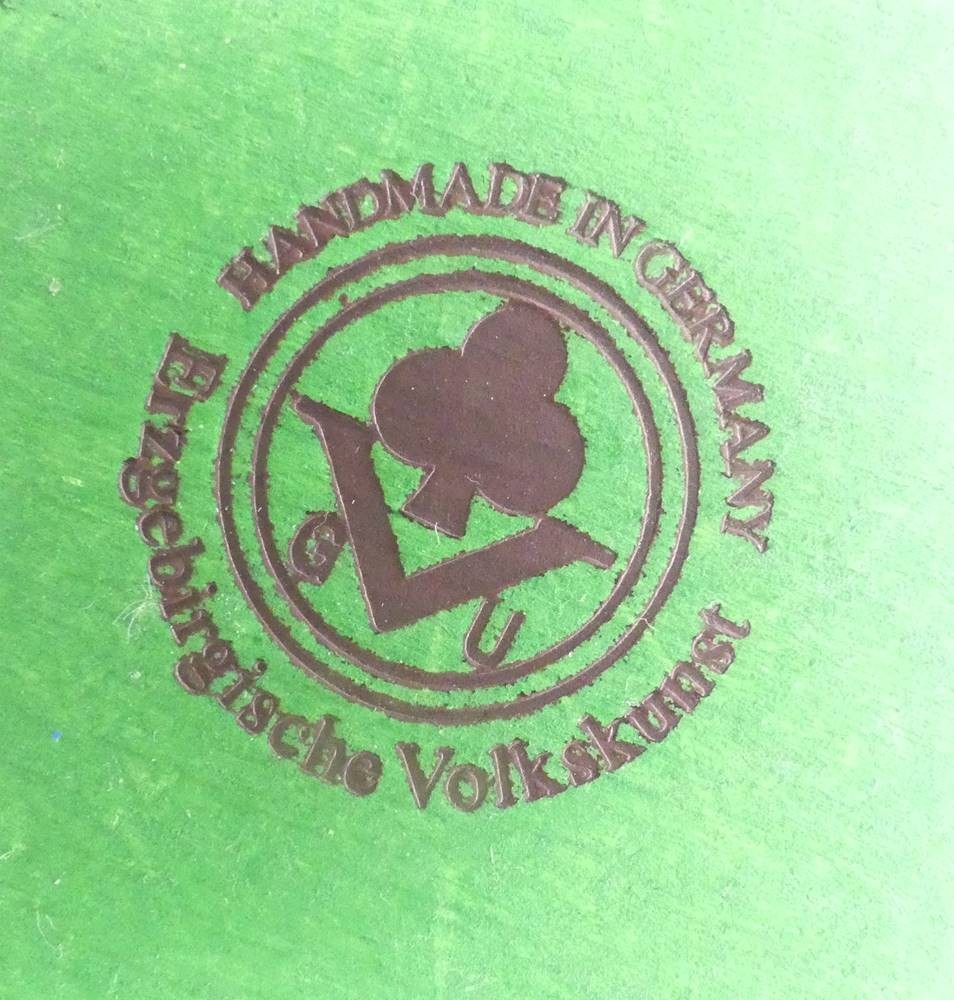 HANDMADE IN GERMANY
G U
Erzgebirgische Volkskunst